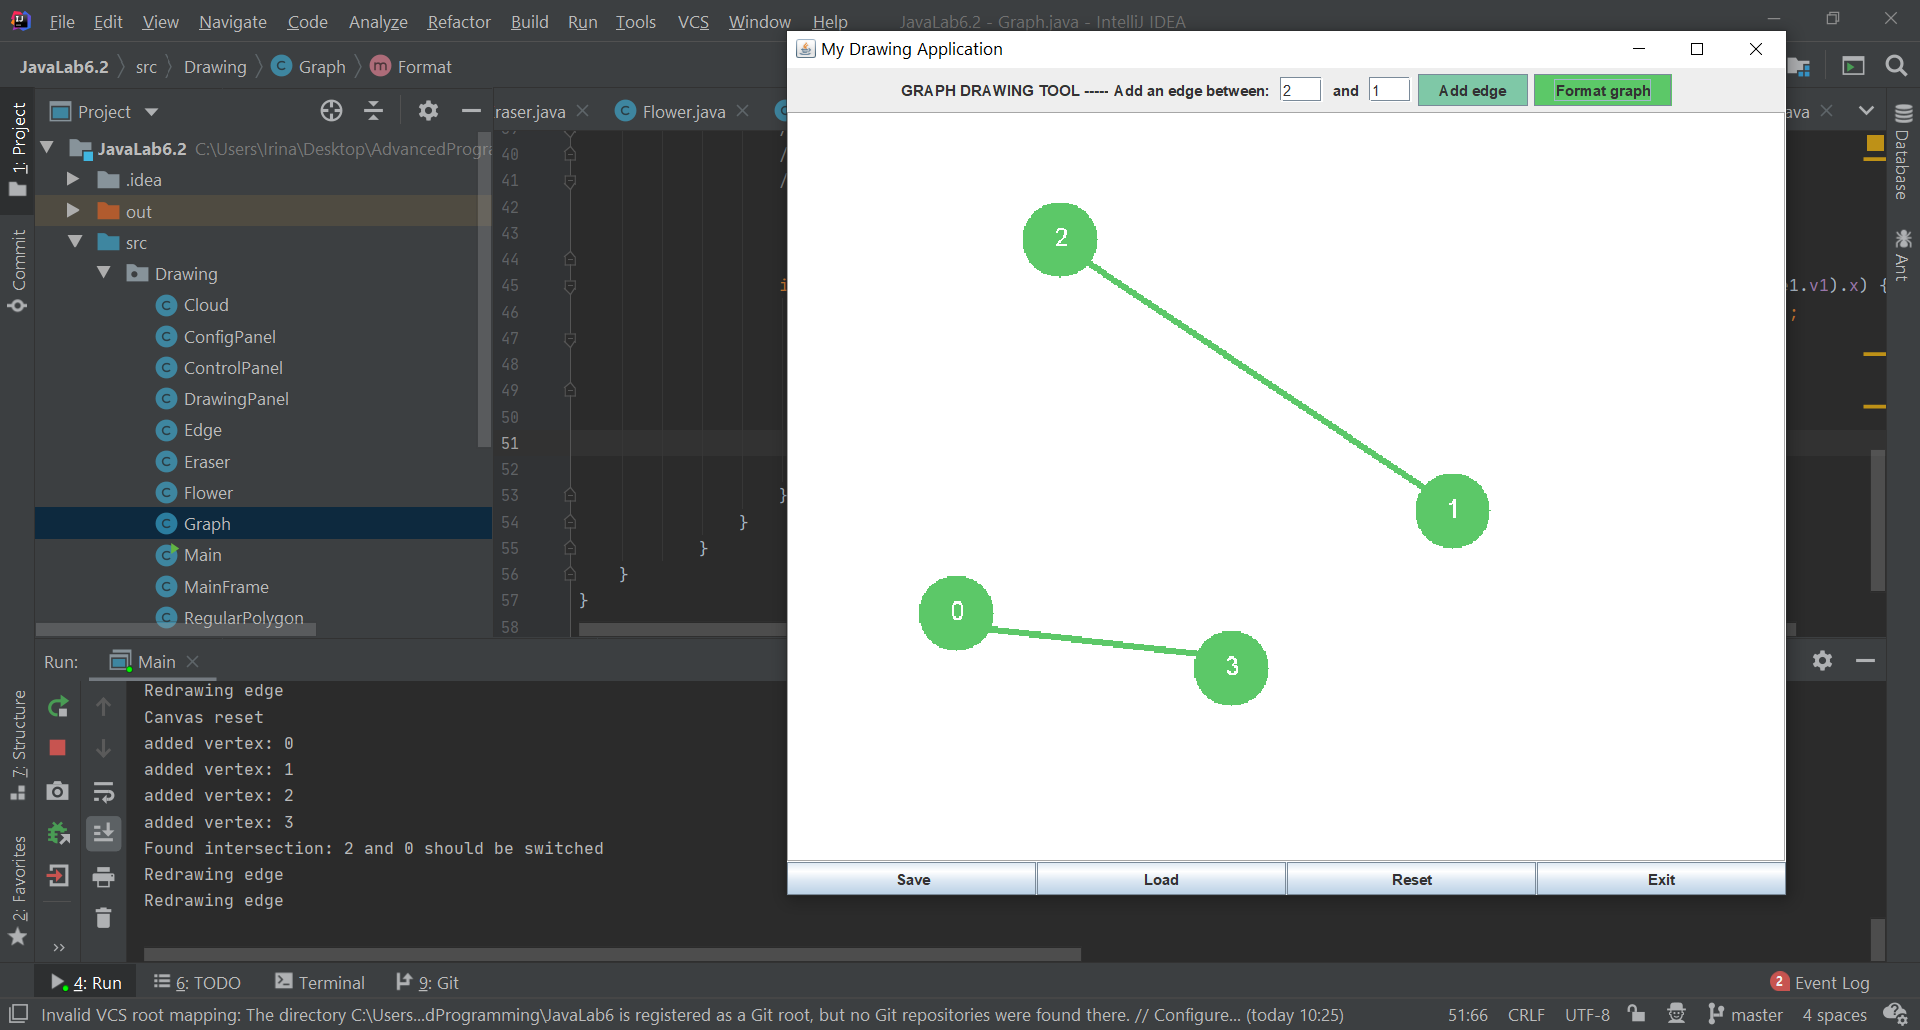 File Edit View Navigate Code Analyze Refactor Build Run Tools VCS Window Help JavaLab6.2 - Graph.java - IntelliJ IDEA
JavaLab6.2 src Drawing Graph Format
My Drawing Application
GRAPH DRAWING TOOL ----- Add an edge between: 2 and 1 Add edge Format graph
1: Project
Commit
7: Structure
2: Favorites
Project
raser.java Flower.java
ava
JavaLab6.2 C:\Users\Irina\Desktop\AdvancedProgra
.idea
out
src
Drawing
Cloud
ConfigPanel
ControlPanel
DrawingPanel
Edge
Eraser
Flower
Graph
Main
MainFrame
RegularPolygon
40 /
41 /
42
43
44
45 i
1.v1).x) {
46
;
47
48
49
50
51
52
53 }
54 }
55 }
56 }
57 }
58
2
1
0
3
Save Load Reset Exit
Database
Ant
Run: Main
Redrawing edge
Canvas reset
added vertex: 0
added vertex: 1
added vertex: 2
added vertex: 3
Found intersection: 2 and 0 should be switched
Redrawing edge
Redrawing edge
4: Run 6: TODO Terminal 9: Git 2 Event Log
Invalid VCS root mapping: The directory C:\Users...dProgramming\JavaLab6 is registered as a Git root, but no Git repositories were found there. // Configure... (today 10:25) 51:66 CRLF UTF-8 master 4 spaces